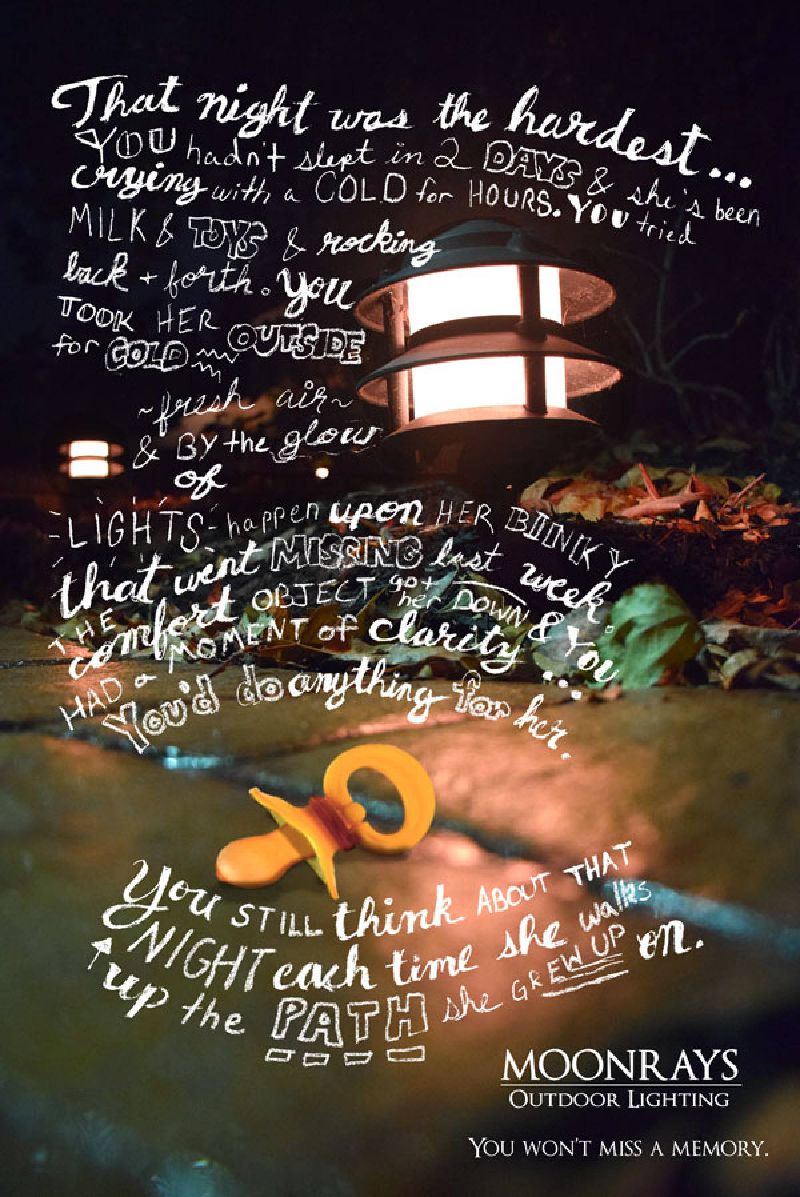 That night was the hardest...
YOU hadn't slept in 2 DAYS & she's been
crying with a COLD for HOURS. YOU tried
MILK & TOYS & rocking
back + forth. You
TOOK HER OUTSIDE
for COLD
~fresh air~
& BY the glow
of
LIGHTS - happen upon HER BINKY
that went MISSING last week.
THE comfort OBJECT got her DOWN & You
HAD a MOMENT of clarity...
You'd do anything for her.
You STILL think ABOUT THAT
NIGHT each time she walks
up the PATH she GREW UP on.
MOONRAYS
OUTDOOR LIGHTING
YOU WON'T MISS A MEMORY.